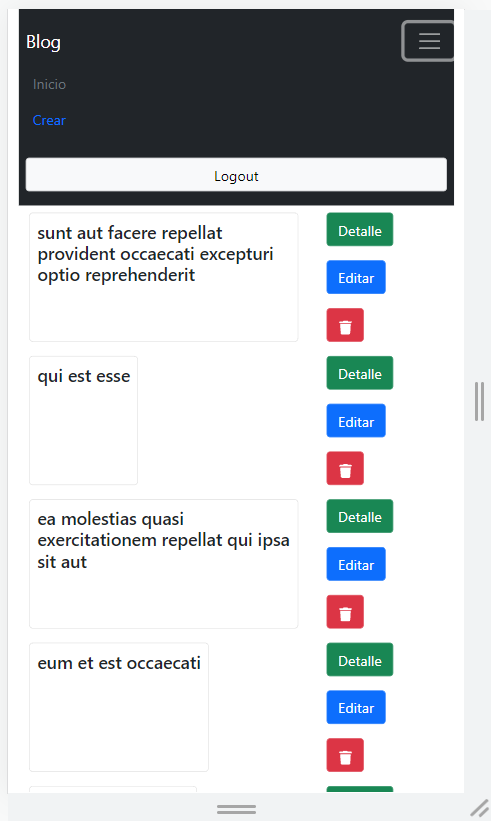 Blog
Inicio
Crear
Logout
sunt aut facere repellat
provident occaecati excepturi
optio reprehenderit
Detalle
Editar
qui est esse
Detalle
Editar
ea molestias quasi
exercitationem repellat qui ipsa
sit aut
Detalle
Editar
eum et est occaecati
Detalle
Editar